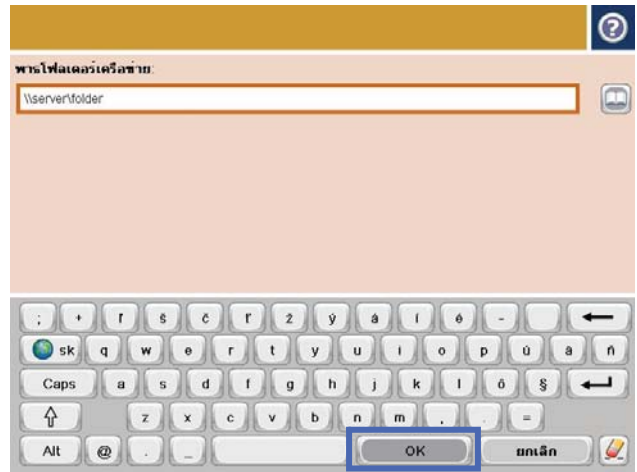 พาธโฟลเดอร์เครือข่าย:
\\server\folder
; + ľ š č ť ž ý á í é -
sk q w e r t y u i o p ú ä ň
Caps a s d f g h j k l ô §
z x c v b n m , . =
Alt @ . _ OK ยกเลิก